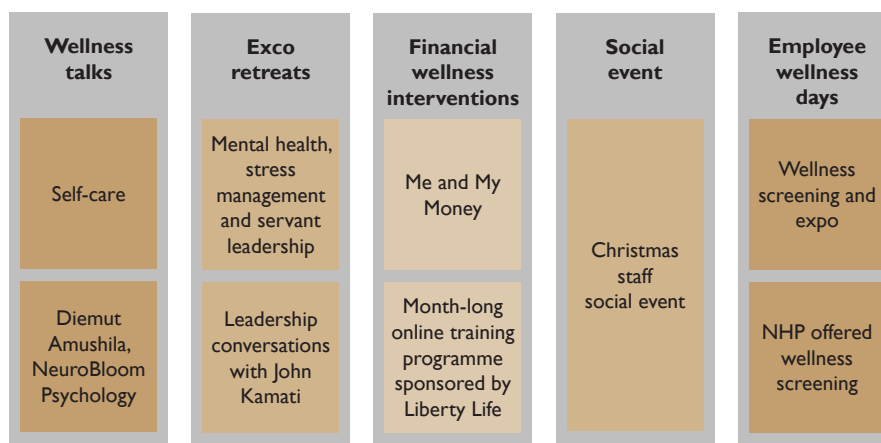 Wellness
talks
Self-care
Diemut
Amushila,
NeuroBloom
Psychology
Exco
retreats
Mental health,
stress
management
and servant
leadership
Leadership
conversations
with John
Kamati
Financial
wellness
interventions
Me and My
Money
Month-long
online training
programme
sponsored by
Liberty Life
Social
event
Christmas
staff
social event
Employee
wellness
days
Wellness
screening and
expo
NHP offered
wellness
screening